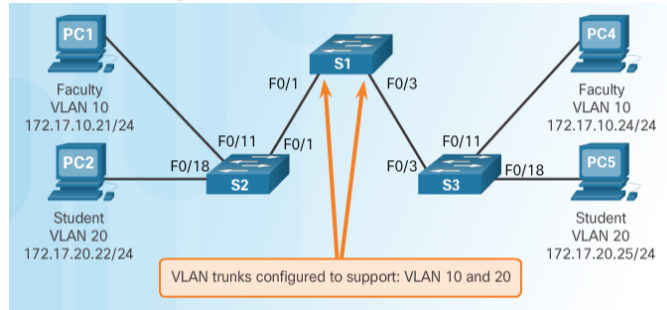 PC1
Faculty
VLAN 10
172.17.10.21/24
PC2
Student
VLAN 20
172.17.20.22/24
F0/18
F0/11
F0/1
S2
F0/1
S1
F0/3
F0/3
S3
F0/11
F0/18
PC4
Faculty
VLAN 10
172.17.10.24/24
PC5
Student
VLAN 20
172.17.20.25/24
VLAN trunks configured to support: VLAN 10 and 20